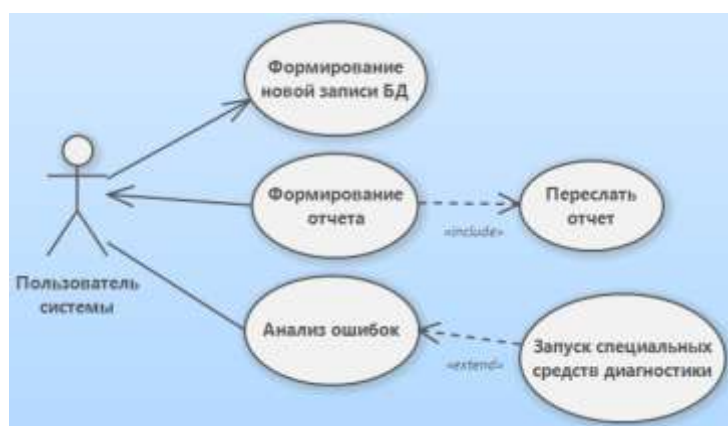 Формирование
новой записи БД
Формирование
отчета
Переслать
отчет
«include»
Пользователь
системы
Анализ ошибок
Запуск специальных
средств диагностики
«extend»